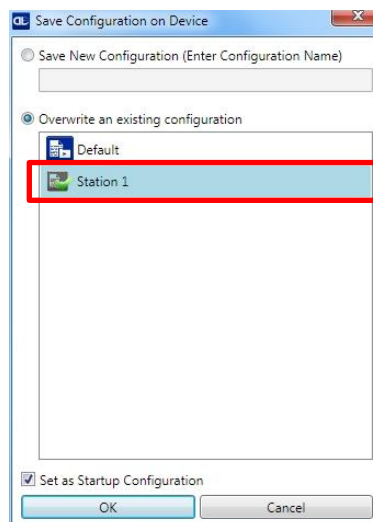 DL Save Configuration on Device X
Save New Configuration (Enter Configuration Name)
Overwrite an existing configuration
Default
Station 1
Set as Startup Configuration
OK Cancel